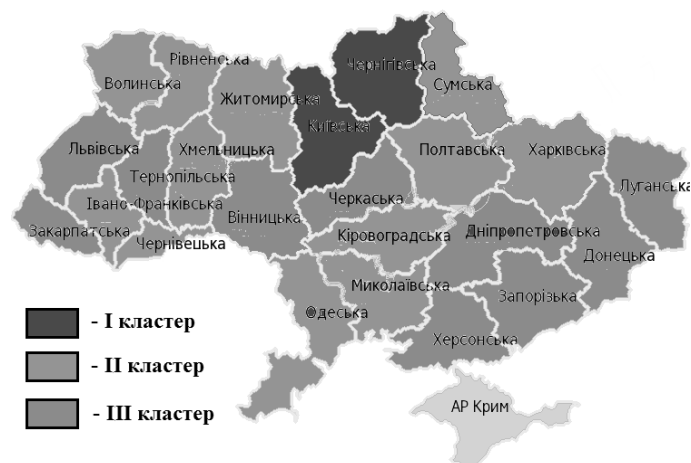 Чернігівська
Рівненська
Волинська
Сумська
Житомирська
Київська
Львівська
Хмельницька
Полтавська
Харківська
Тернопільська
Луганська
Івано-Франківська
Черкаська
Вінницька
Закарпатська
Чернівецька
Кіровоградська
Дніпропетровська
Донецька
Миколаївська
Запорізька
Одеська
- І кластер
Херсонська
- ІІ кластер
АР Крим
- ІІІ кластер